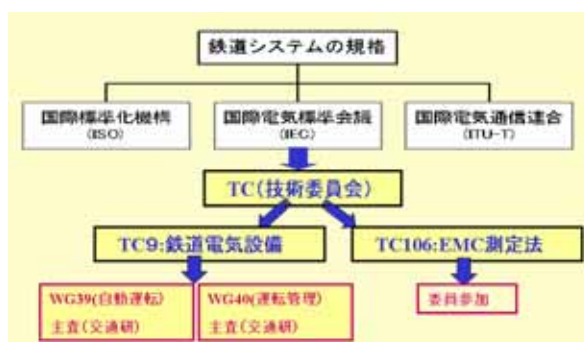 鉄道システムの規格
国際標準化機構
(ISO)
国際電気標準会議
(IEC)
国際電気通信連合
(ITU-T)
TC(技術委員会)
TC9:鉄道電気設備
TC106:EMC測定法
WG39(自動運転)
主査(交通研)
WG40(運転管理)
主査(交通研)
委員参加